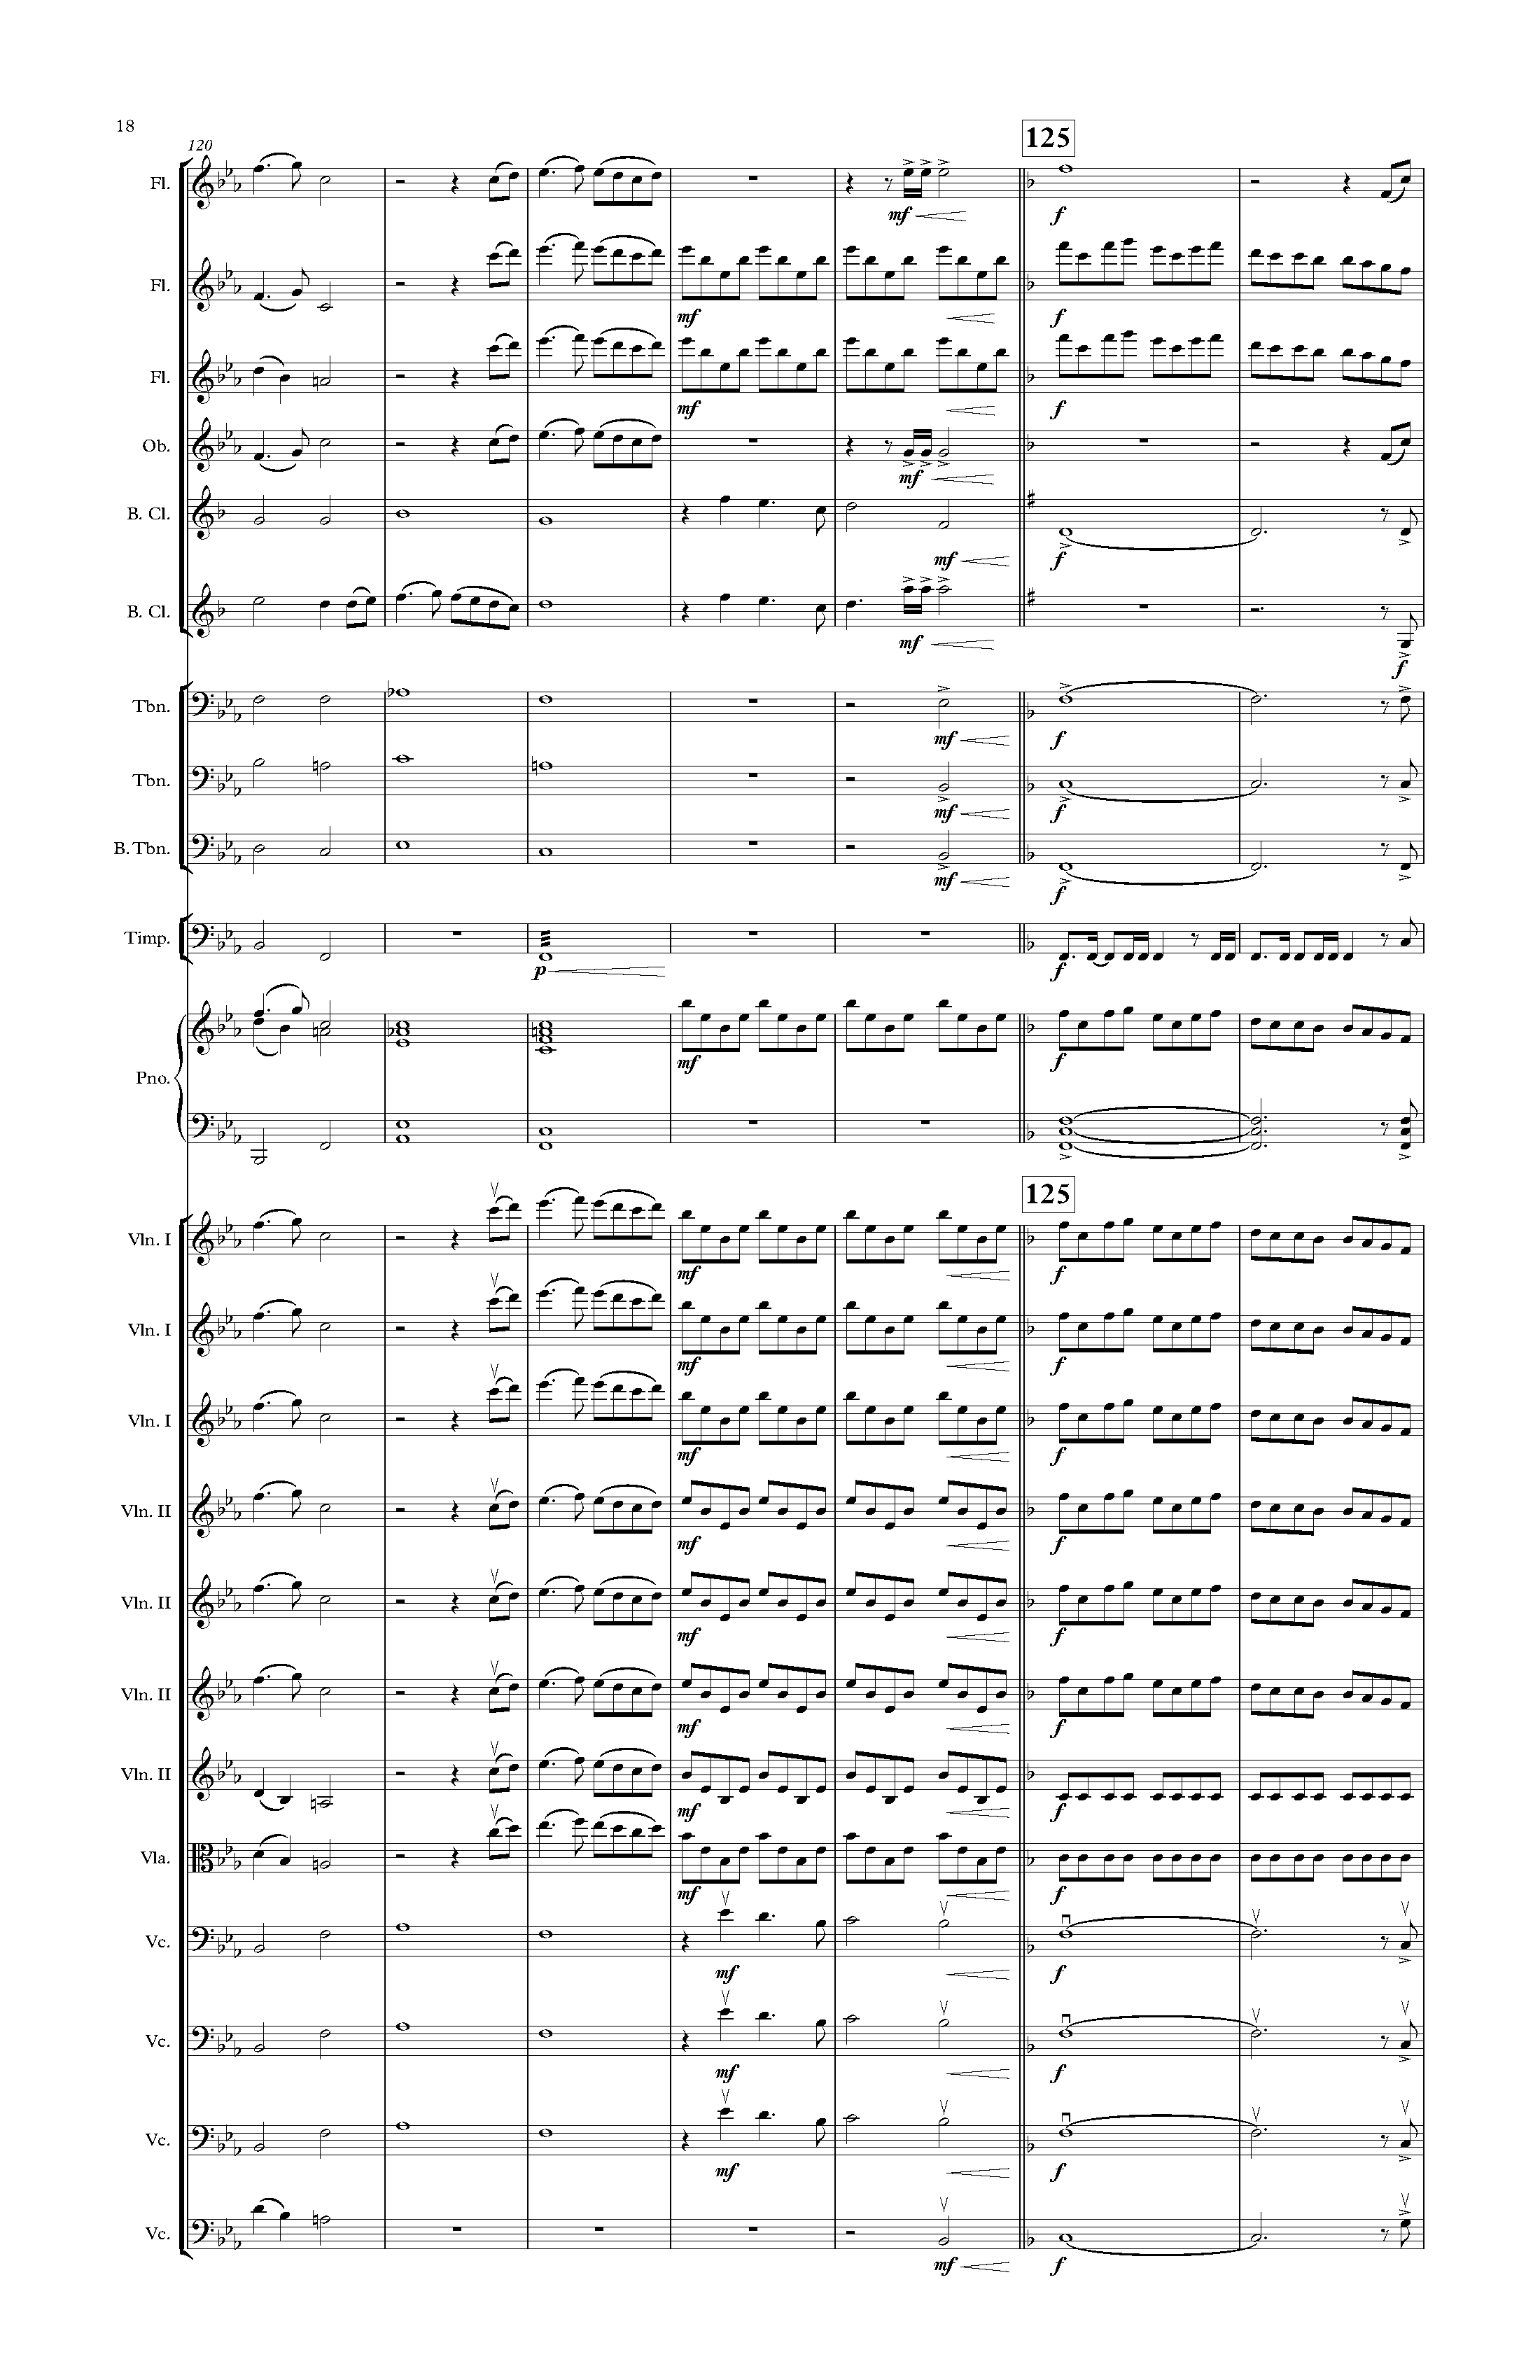 18
120
125
Fl.
mf
f
Fl.
mf
f
Fl.
mf
f
Ob.
mf
B. Cl.
mf
f
B. Cl.
mf
f
Tbn.
mf
f
Tbn.
mf
f
B. Tbn.
mf
f
Timp.
p
f
Pno.
mf
f
125
Vln. I
mf
f
Vln. I
mf
f
Vln. I
mf
f
Vln. II
mf
f
Vln. II
mf
f
Vln. II
mf
f
Vln. II
mf
f
Vla.
mf
f
Vc.
mf
f
Vc.
mf
f
Vc.
mf
f
Vc.
mf
f